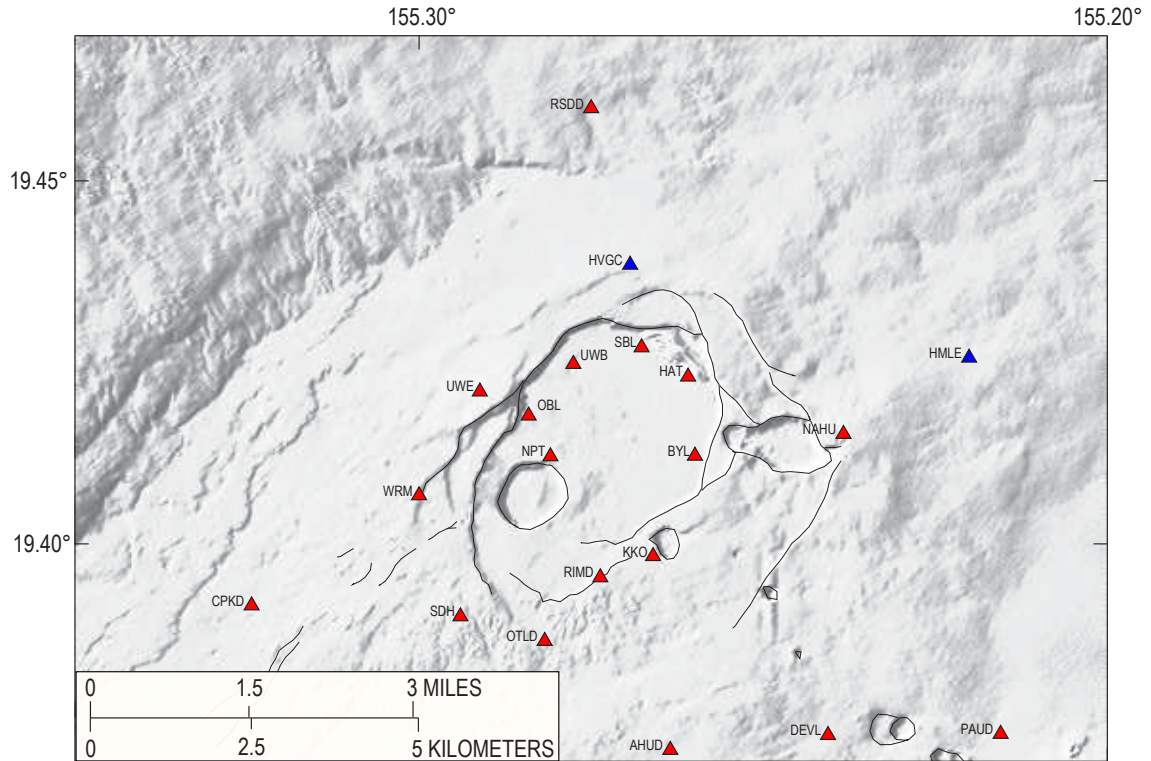 155.30° 155.20°
RSDD
19.45°
HVGC
SBL
HMLE
UWB
HAT
UWE
OBL
NAHU
NPT
BYL
WRM
19.40°
KKO
RIMD
CPKD
SDH
OTLD
0 1.5 3 MILES
0 2.5 5 KILOMETERS
DEVL
PAUD
AHUD